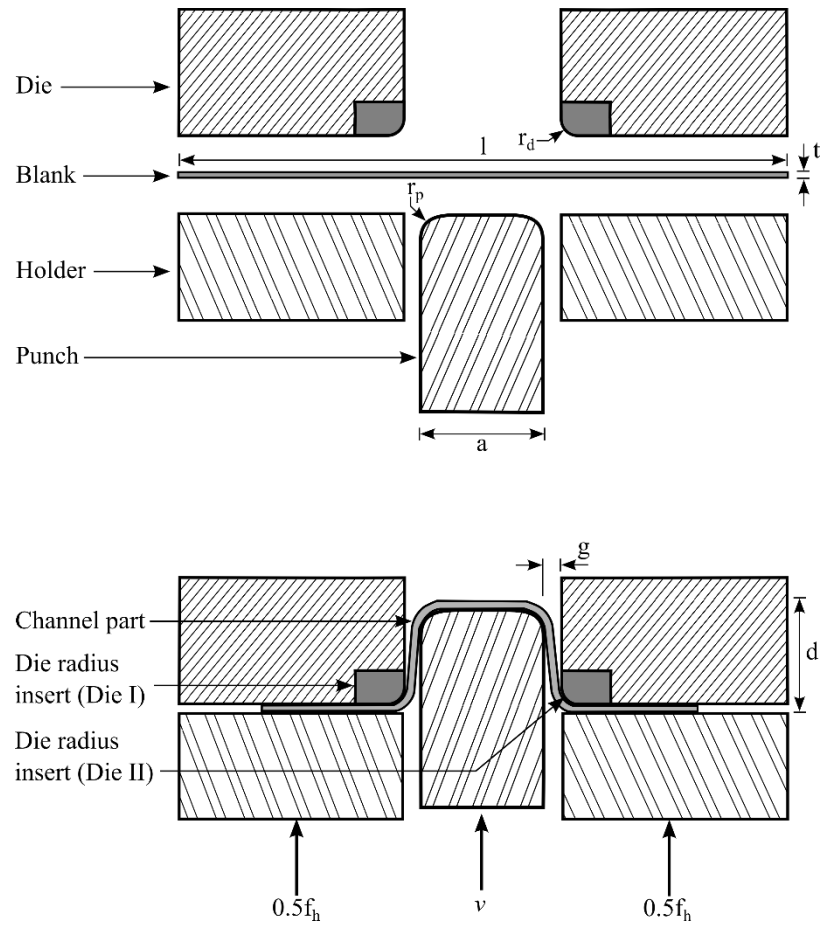 Die
r_d
l
t
Blank
r_p
Holder
Punch
a
g
Channel part
d
Die radius
insert (Die I)
Die radius
insert (Die II)
0.5f_h
v
0.5f_h